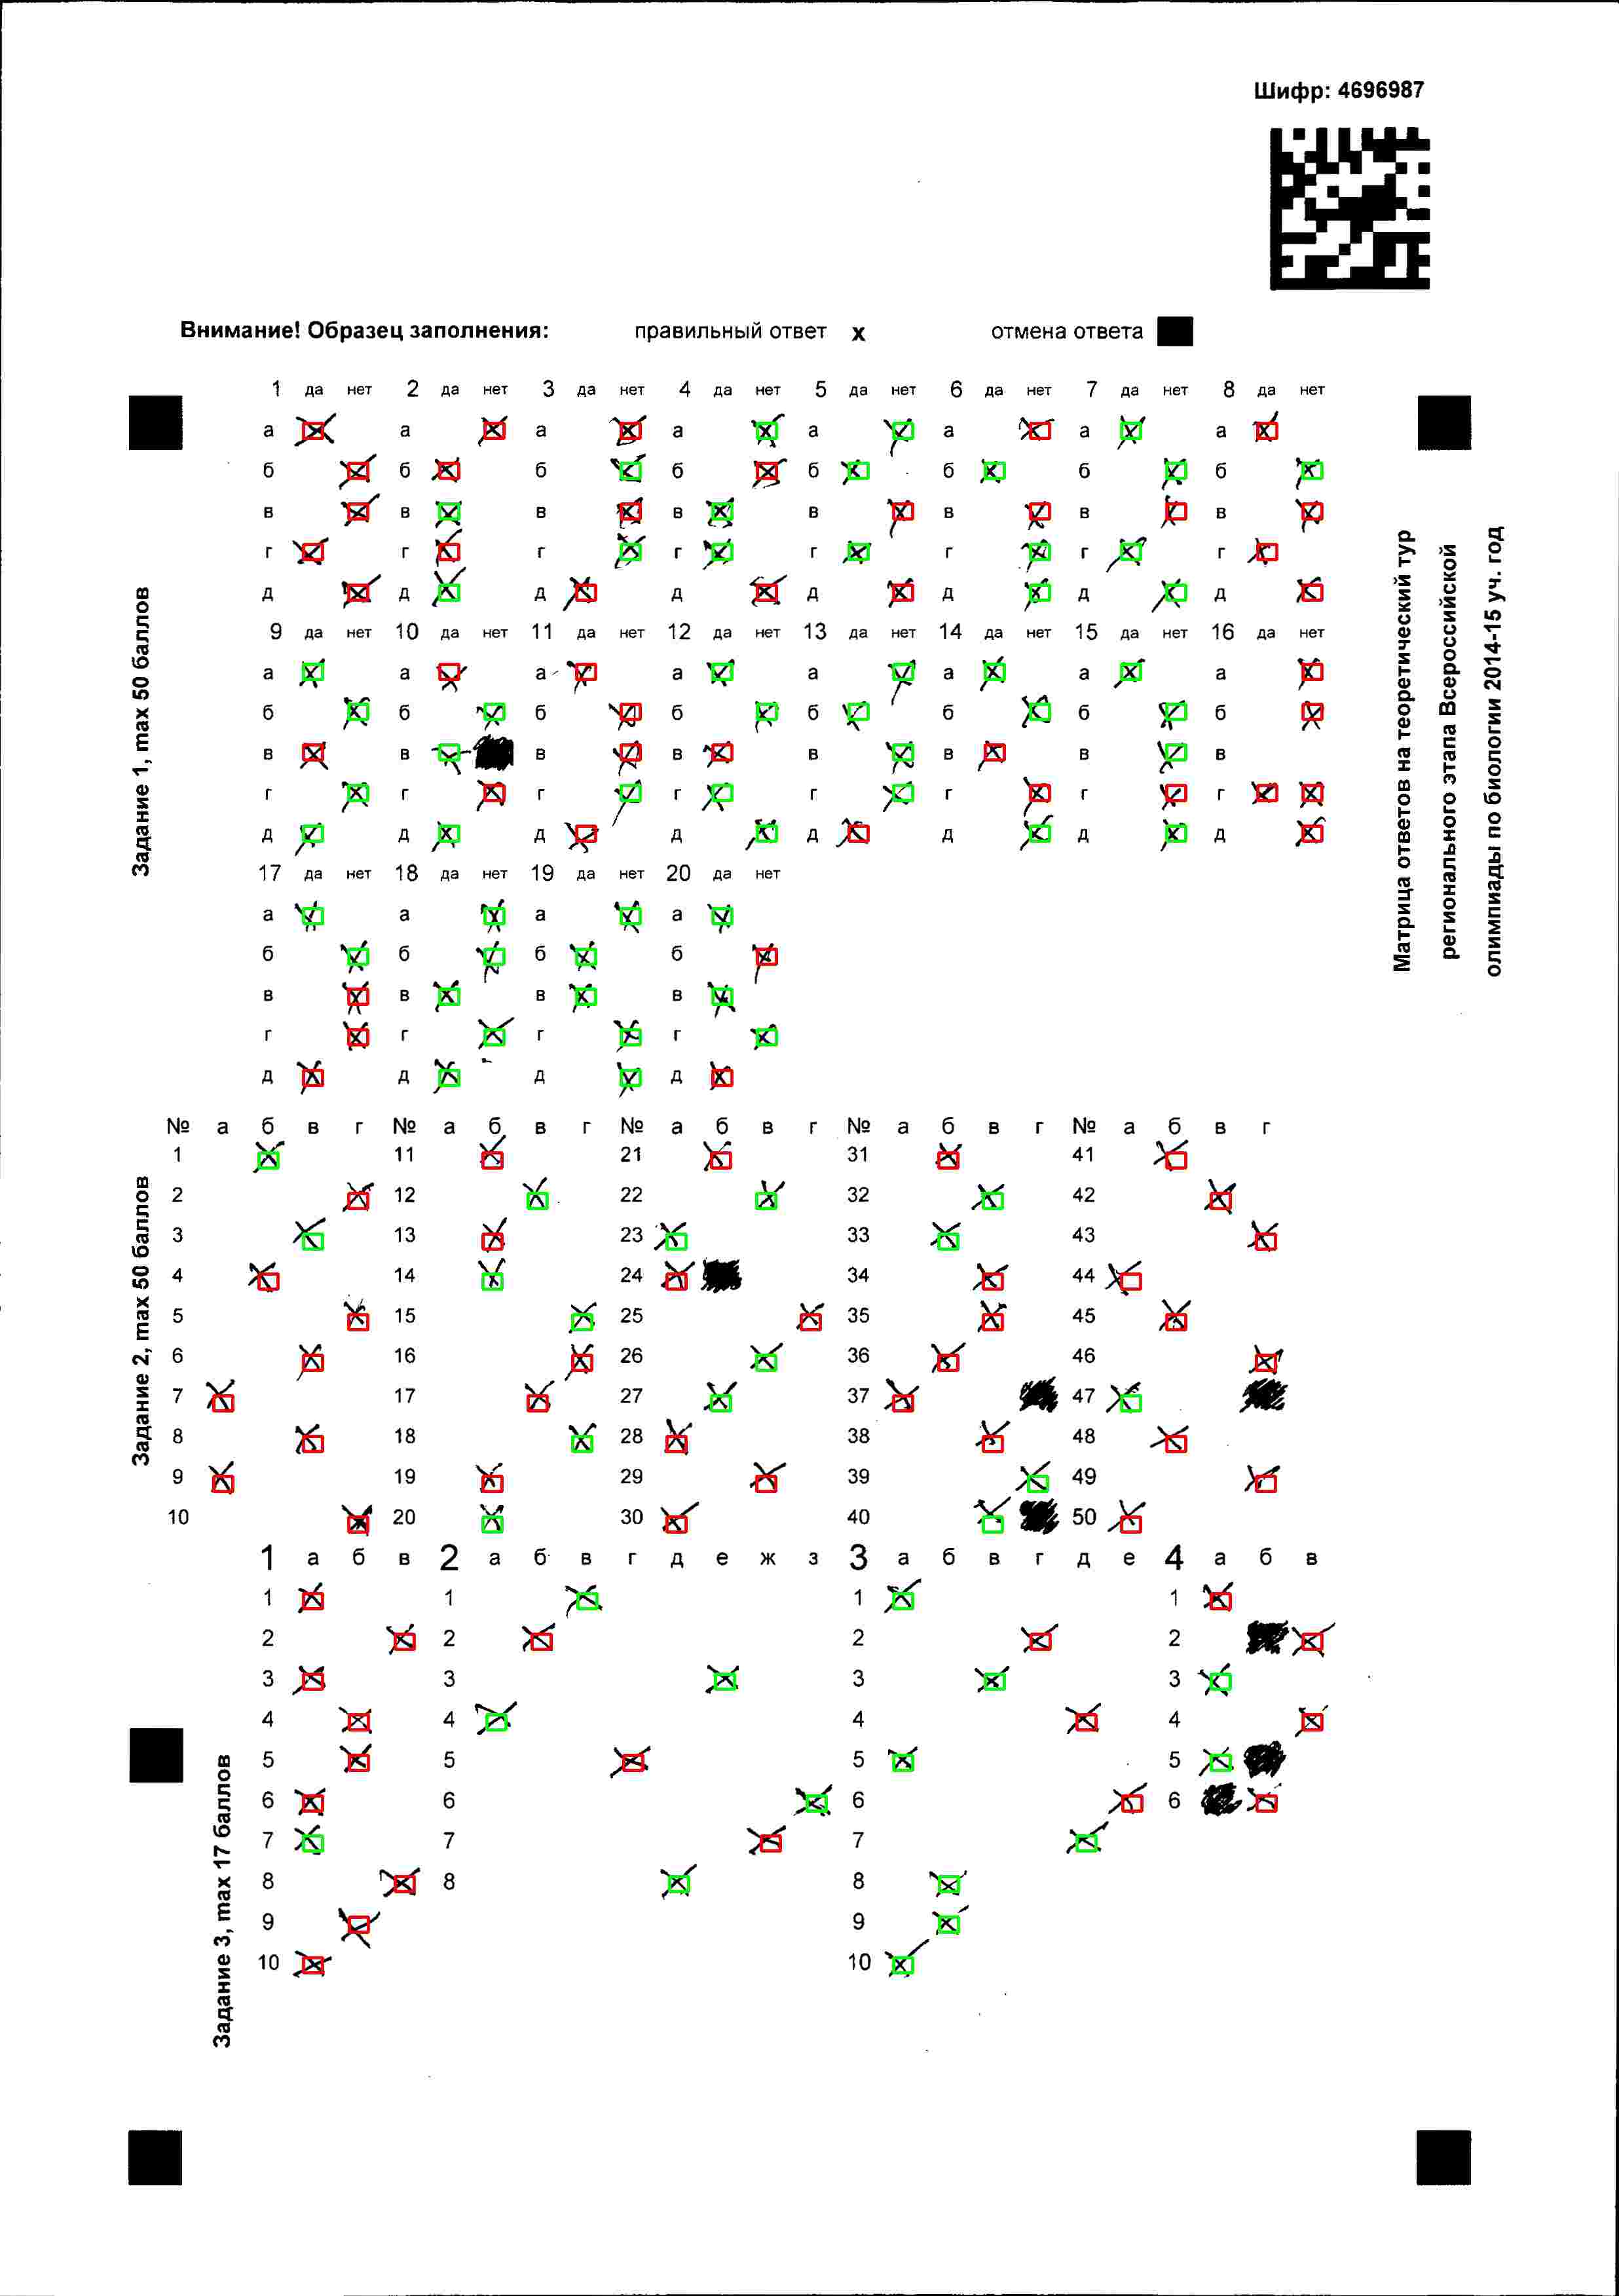 Шифр: 4696987
Внимание! Образец заполнения: правильный ответ х отмена ответа
1 да нет 2 да нет 3 да нет 4 да нет 5 да нет 6 да нет 7 да нет 8 да нет
а а а а а а а а
б б б б б б б б
в в в в в в в в
г г г г г г г г
д д д д д д д д
9 да нет 10 да нет 11 да нет 12 да нет 13 да нет 14 да нет 15 да нет 16 да нет
а а а а а а а а
б б б б б б б б
в в в в в в в в
г г г г г г г г
д д д д д д д д
17 да нет 18 да нет 19 да нет 20 да нет
а а а а
б б б б
в в в в
г г г г
д д д д
Задание 1, max 50 баллов
Матрица ответов на теоретический тур
регионального этапа Всероссийской
олимпиады по биологии 2014-15 уч. год
№ а б в г № а б в г № а б в г № а б в г № а б в г
1 11 21 31 41
2 12 22 32 42
3 13 23 33 43
4 14 24 34 44
5 15 25 35 45
6 16 26 36 46
7 17 27 37 47
8 18 28 38 48
9 19 29 39 49
10 20 30 40 50
Задание 2, max 50 баллов
1 а б в 2 а б в г д е ж з 3 а б в г д е 4 а б в
1 1 1 1
2 2 2 2
3 3 3 3
4 4 4 4
5 5 5 5
6 6 6 6
7 7 7
8 8 8
9 9
10 10
Задание 3, max 17 баллов